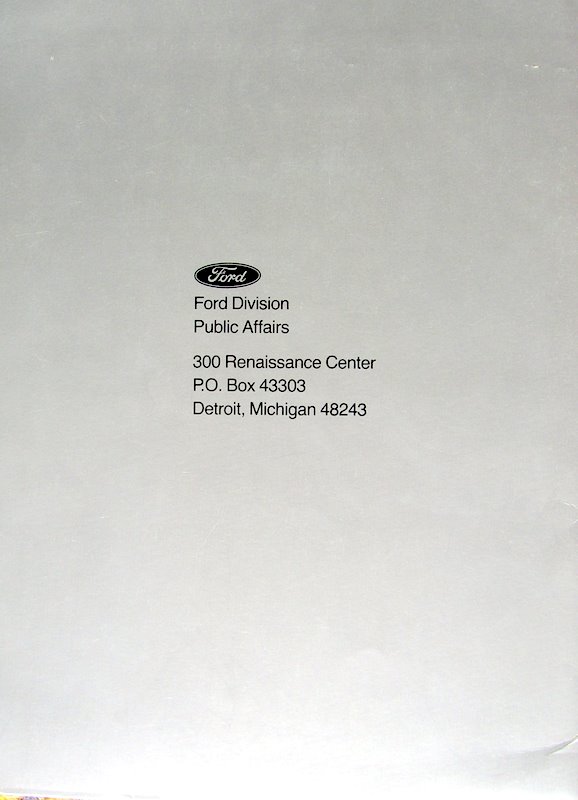 Ford
Ford Division
Public Affairs
300 Renaissance Center
P.O. Box 43303
Detroit, Michigan 48243